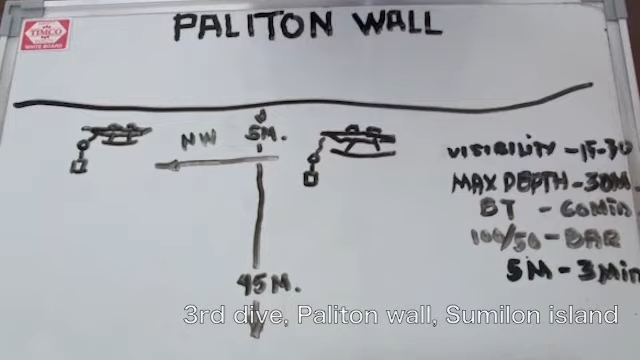 TIMCO
WHITE BOARD
PALITON WALL
NW
5M.
VISIBILITY - 15-30
MAX DEPTH - 30M.
BT - 60Min
100/50 - BAR
5M - 3Min
45M.
3rd dive, Paliton wall, Sumilon island